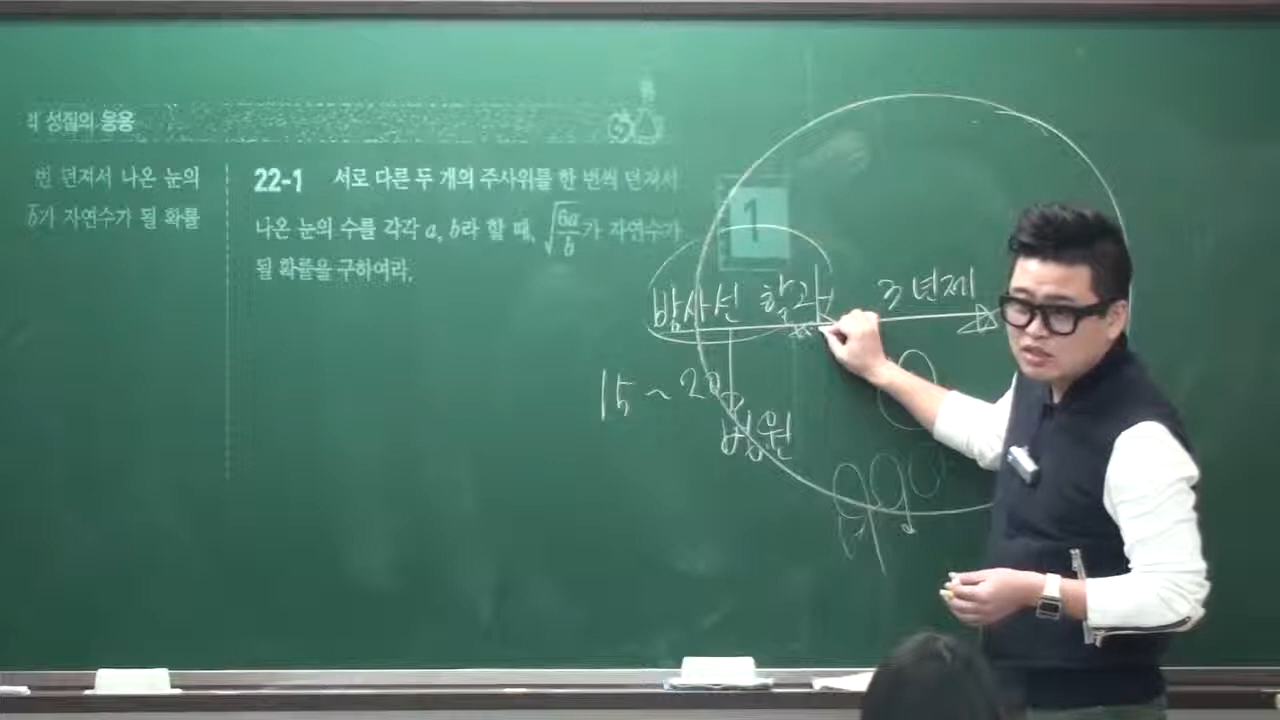 성질의 응용
번 던져서 나온 눈의
가 자연수가 될 확률
22-1 서로 다른 두 개의 주사위를 한 번씩 던져서
나온 눈의 수를 각각 a, b라 할 때, √(6a/b)가 자연수가
될 확률을 구하여라.
1
방사선 학과 3년제
15 ~ 20
병원